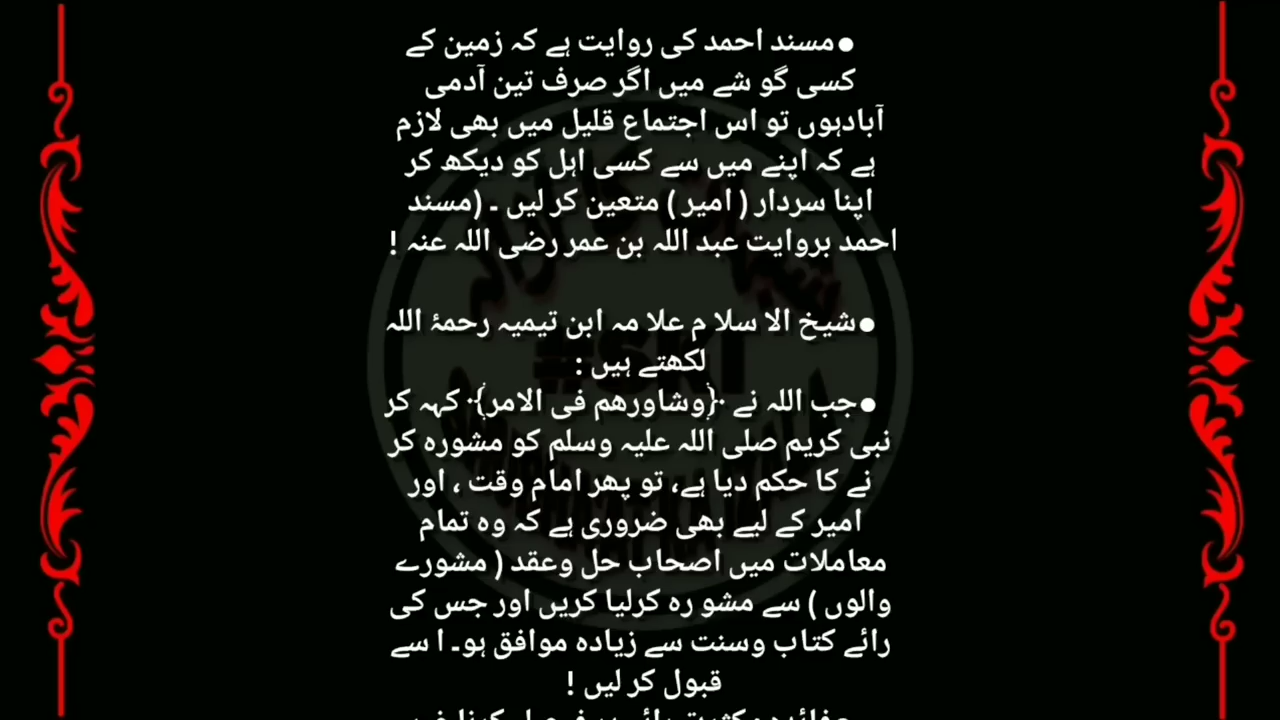 ●مسند احمد کی روایت ہے کہ زمین کے
کسی گو شے میں اگر صرف تین آدمی
آبادہوں تو اس اجتماع قلیل میں بھی لازم
ہے کہ اپنے میں سے کسی اہل کو دیکھ کر
اپنا سردار ( امیر ) متعین کر لیں ۔ (مسند
احمد بروایت عبد اللہ بن عمر رضی اللہ عنہ !
●شیخ الا سلا م علا مہ ابن تیمیہ رحمۂ اللہ
لکھتے ہیں :
●جب اللہ نے ·{وشاورھم فی الامر}· کہہ کر
نبی کریم صلی اللہ علیہ وسلم کو مشورہ کر
نے کا حکم دیا ہے، تو پھر امام وقت ، اور
امیر کے لیے بھی ضروری ہے کہ وہ تمام
معاملات میں اصحاب حل وعقد ( مشورے
والوں ) سے مشو رہ کرلیا کریں اور جس کی
رائے کتاب وسنت سے زیادہ موافق ہو۔ ا سے
قبول کر لیں !